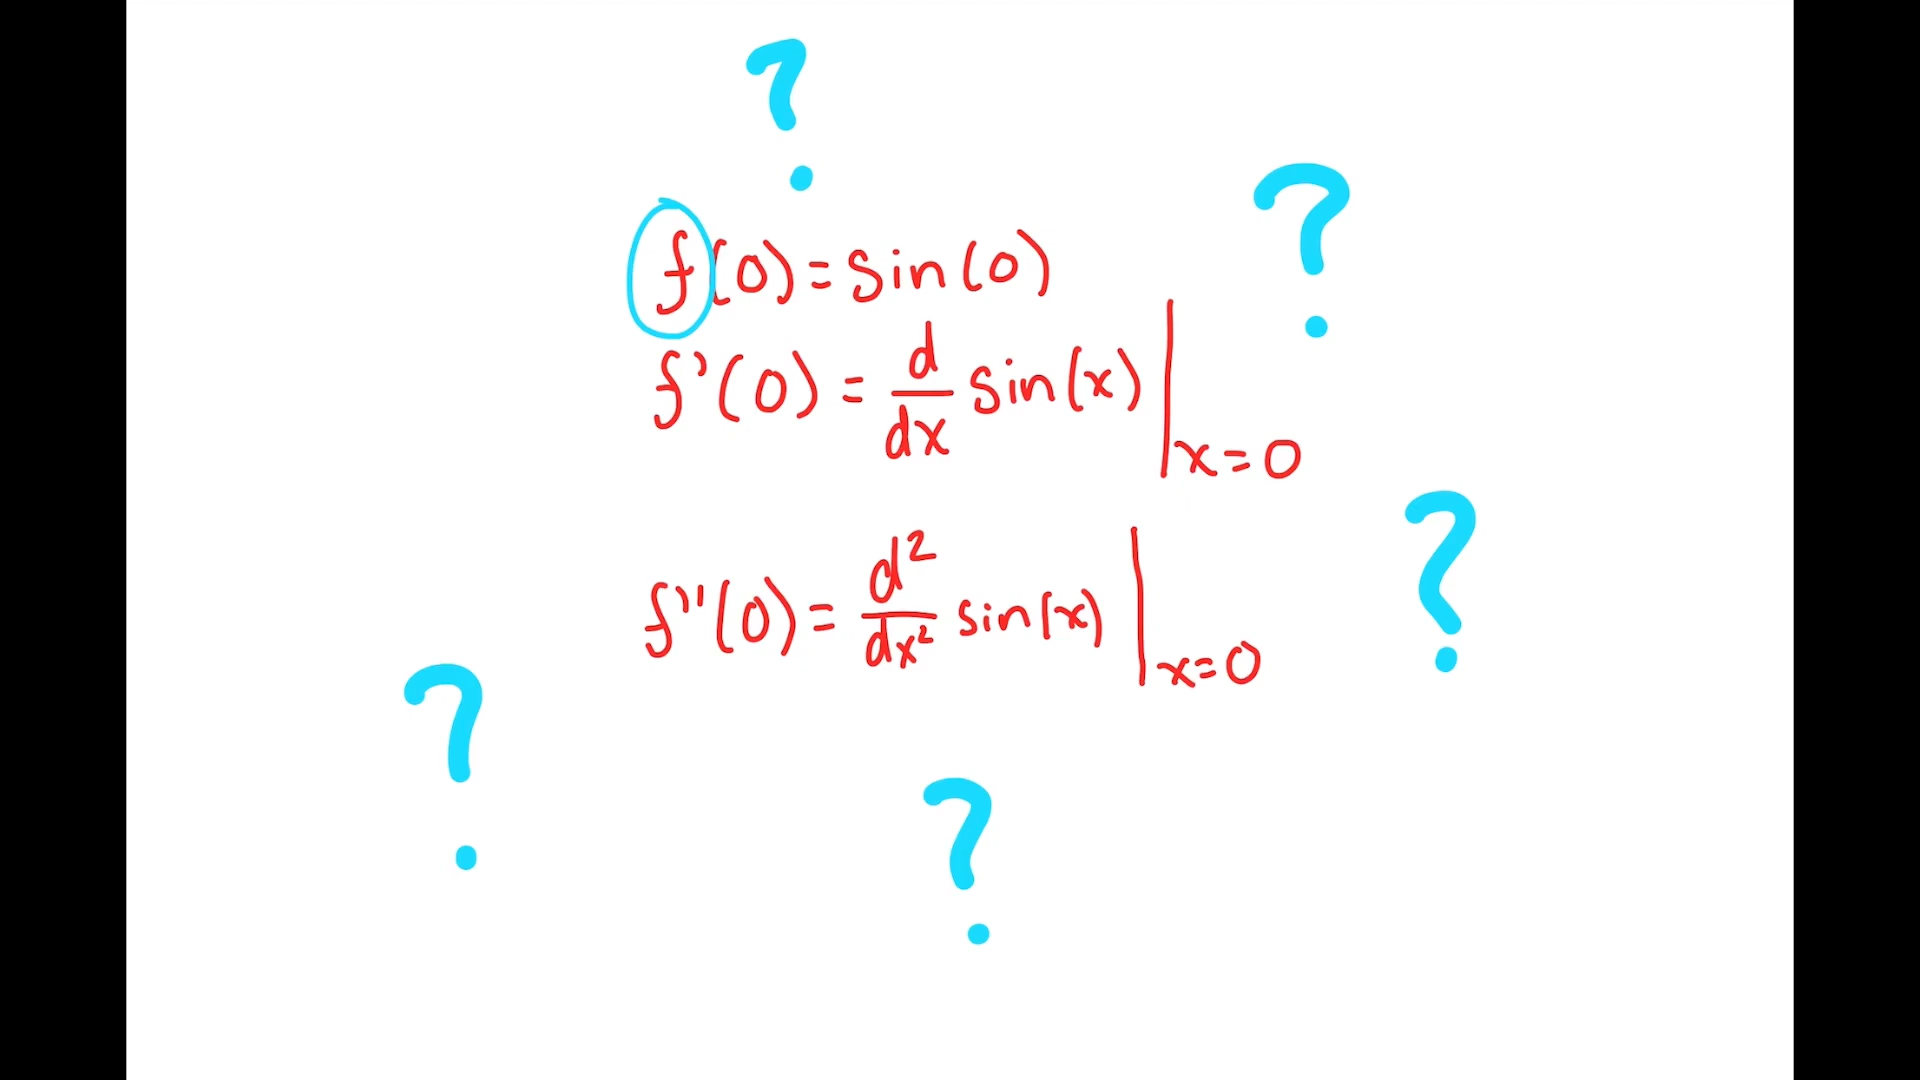 ?
?
f(0)=sin(0)
f'(0) = d/dx sin(x) |x=0
?
f''(0) = d²/dx² sin(x) |x=0
?
?